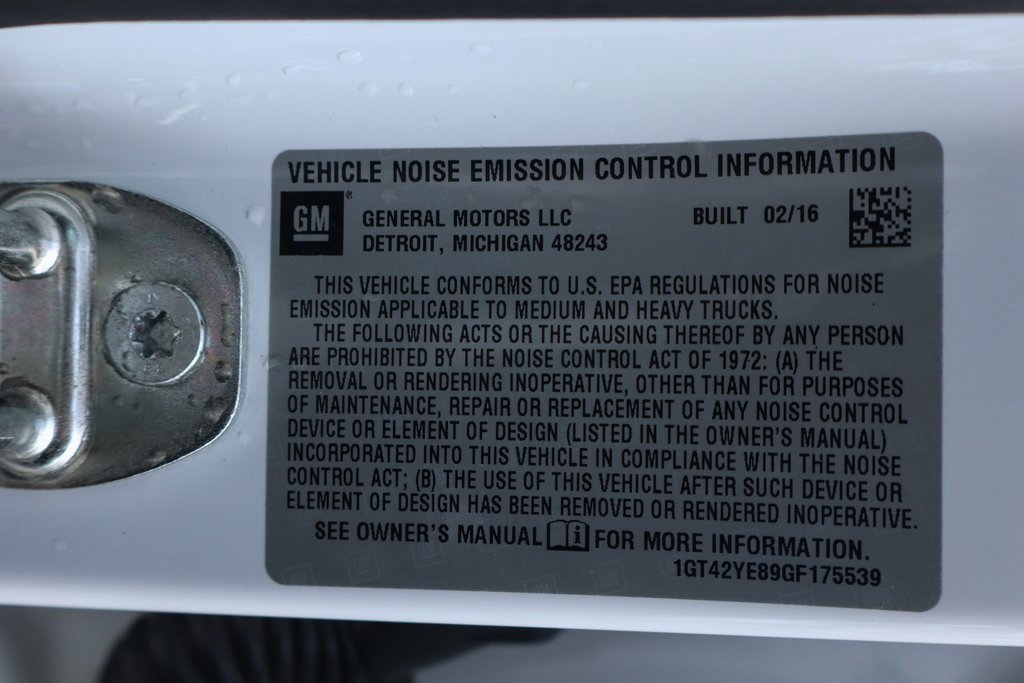 VEHICLE NOISE EMISSION CONTROL INFORMATION
GM ®
GENERAL MOTORS LLC
DETROIT, MICHIGAN 48243
BUILT 02/16
THIS VEHICLE CONFORMS TO U.S. EPA REGULATIONS FOR NOISE
EMISSION APPLICABLE TO MEDIUM AND HEAVY TRUCKS.
THE FOLLOWING ACTS OR THE CAUSING THEREOF BY ANY PERSON
ARE PROHIBITED BY THE NOISE CONTROL ACT OF 1972: (A) THE
REMOVAL OR RENDERING INOPERATIVE, OTHER THAN FOR PURPOSES
OF MAINTENANCE, REPAIR OR REPLACEMENT OF ANY NOISE CONTROL
DEVICE OR ELEMENT OF DESIGN (LISTED IN THE OWNER'S MANUAL)
INCORPORATED INTO THIS VEHICLE IN COMPLIANCE WITH THE NOISE
CONTROL ACT; (B) THE USE OF THIS VEHICLE AFTER SUCH DEVICE OR
ELEMENT OF DESIGN HAS BEEN REMOVED OR RENDERED INOPERATIVE.
SEE OWNER'S MANUAL i FOR MORE INFORMATION.
1GT42YE89GF175539